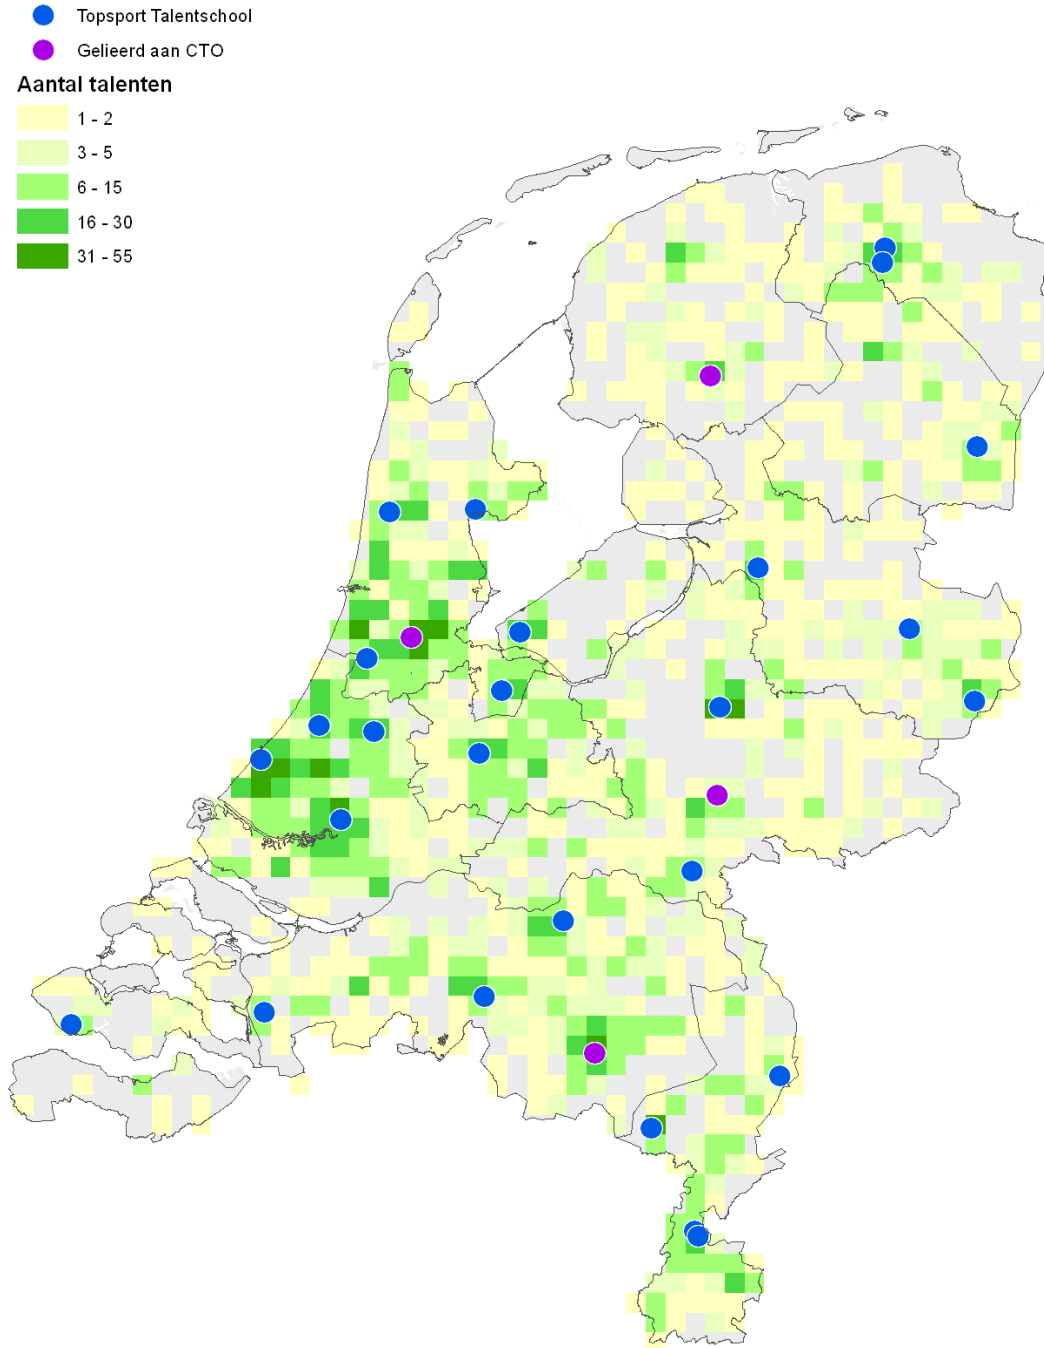 Topsport Talentschool
Gelieerd aan CTO
Aantal talenten
1 - 2
3 - 5
6 - 15
16 - 30
31 - 55